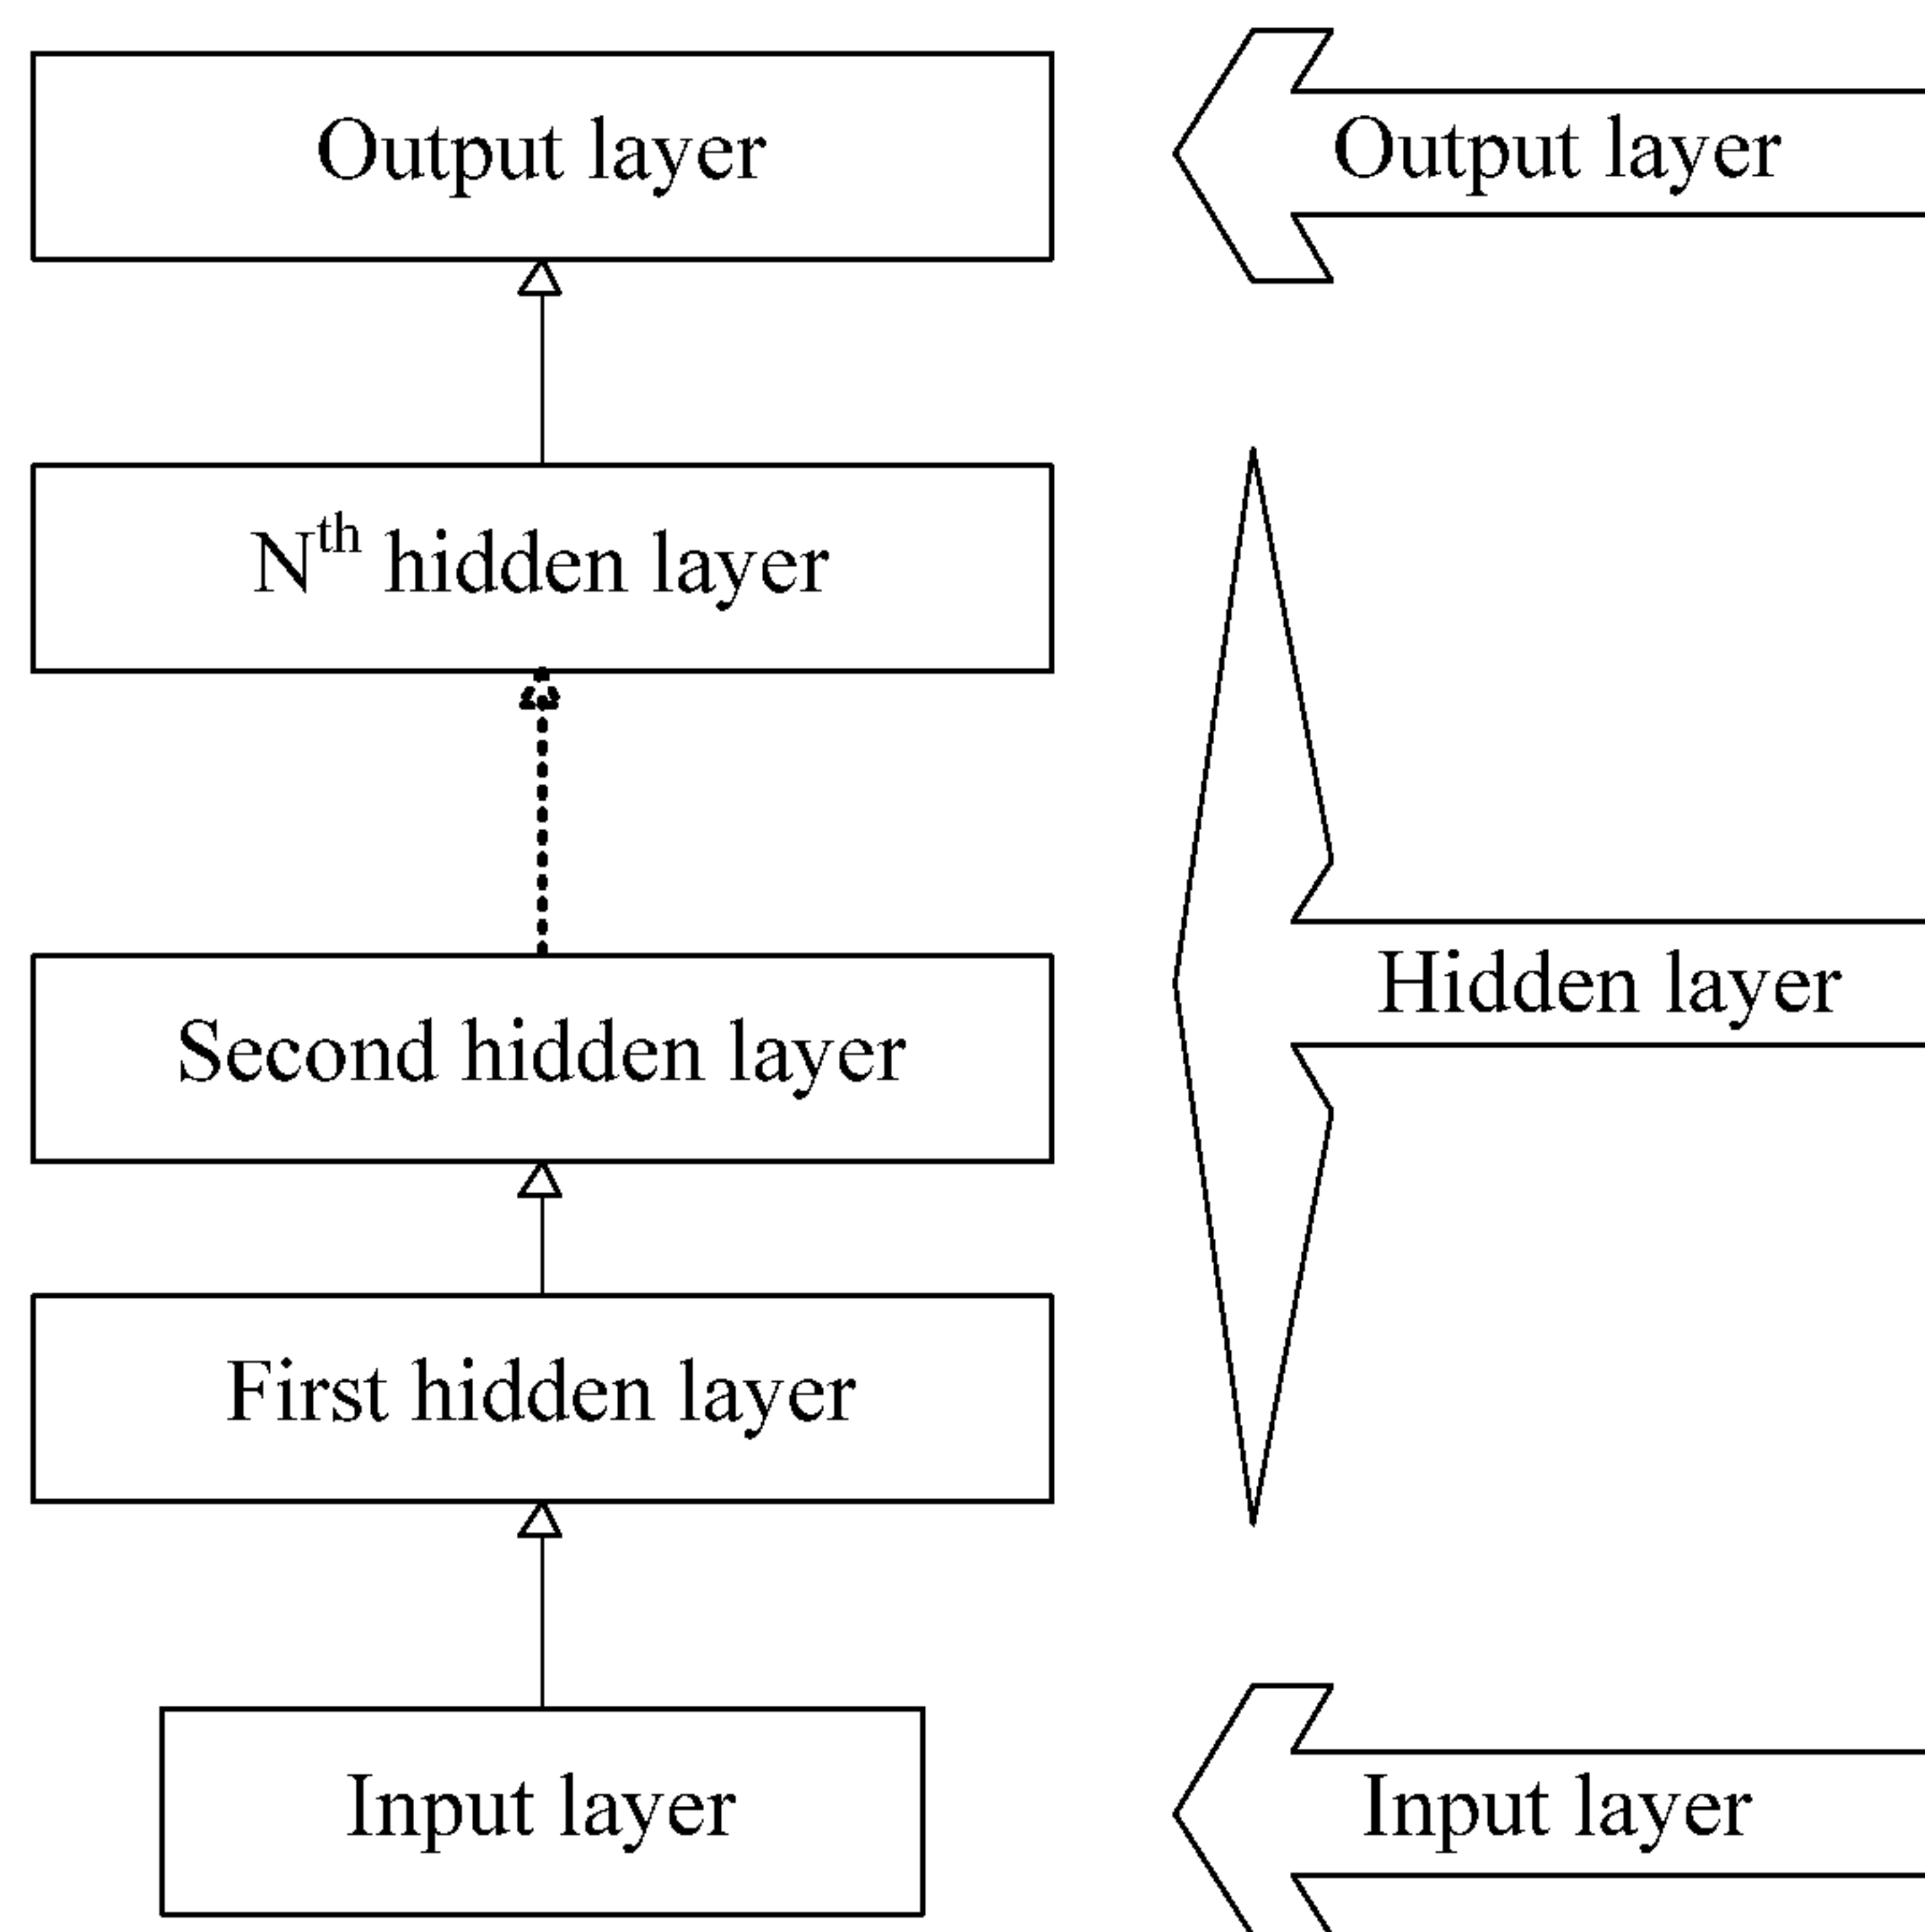 Output layer
Output layer
Nth hidden layer
Hidden layer
Second hidden layer
First hidden layer
Input layer
Input layer